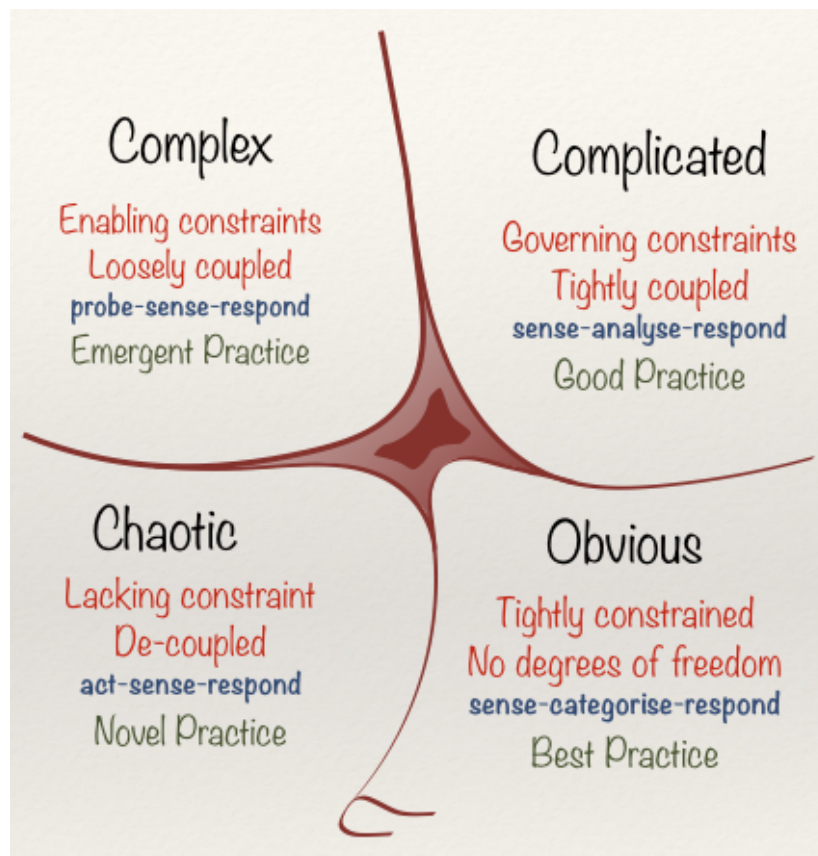 Complex
Enabling constraints
Loosely coupled
probe-sense-respond
Emergent Practice
Complicated
Governing constraints
Tightly coupled
sense-analyse-respond
Good Practice
Chaotic
Lacking constraint
De-coupled
act-sense-respond
Novel Practice
Obvious
Tightly constrained
No degrees of freedom
sense-categorise-respond
Best Practice